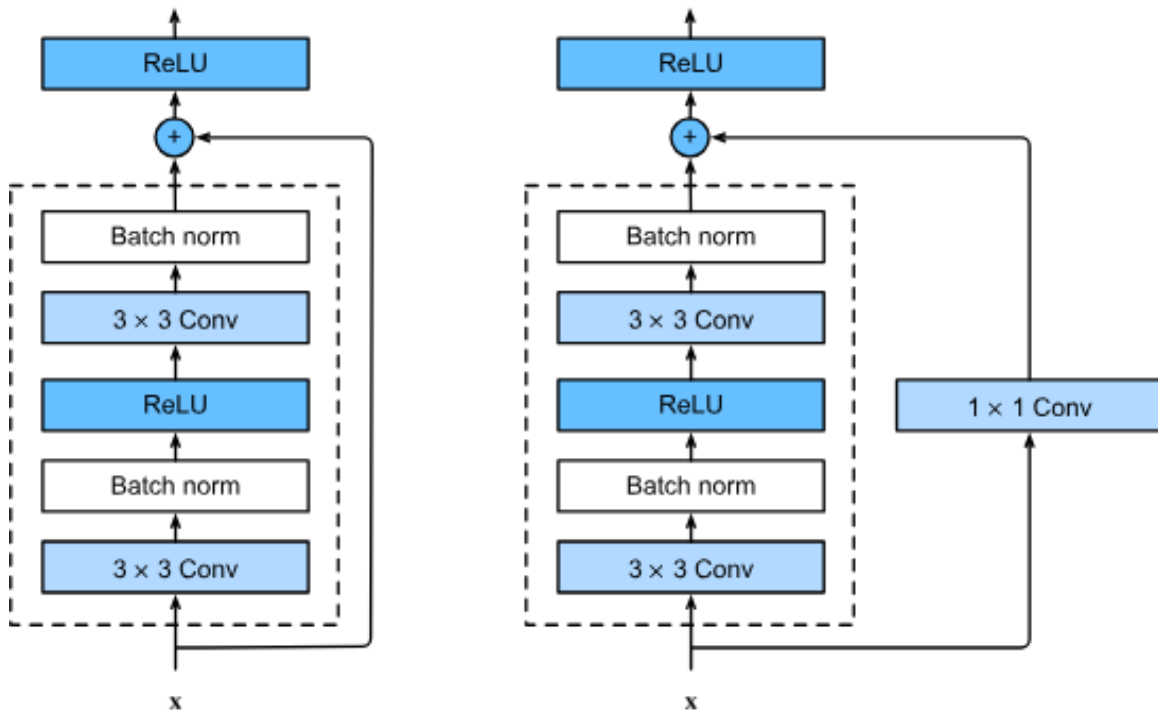 ReLU
+
Batch norm
3 × 3 Conv
ReLU
Batch norm
3 × 3 Conv
x
ReLU
+
Batch norm
3 × 3 Conv
ReLU
Batch norm
3 × 3 Conv
1 × 1 Conv
x